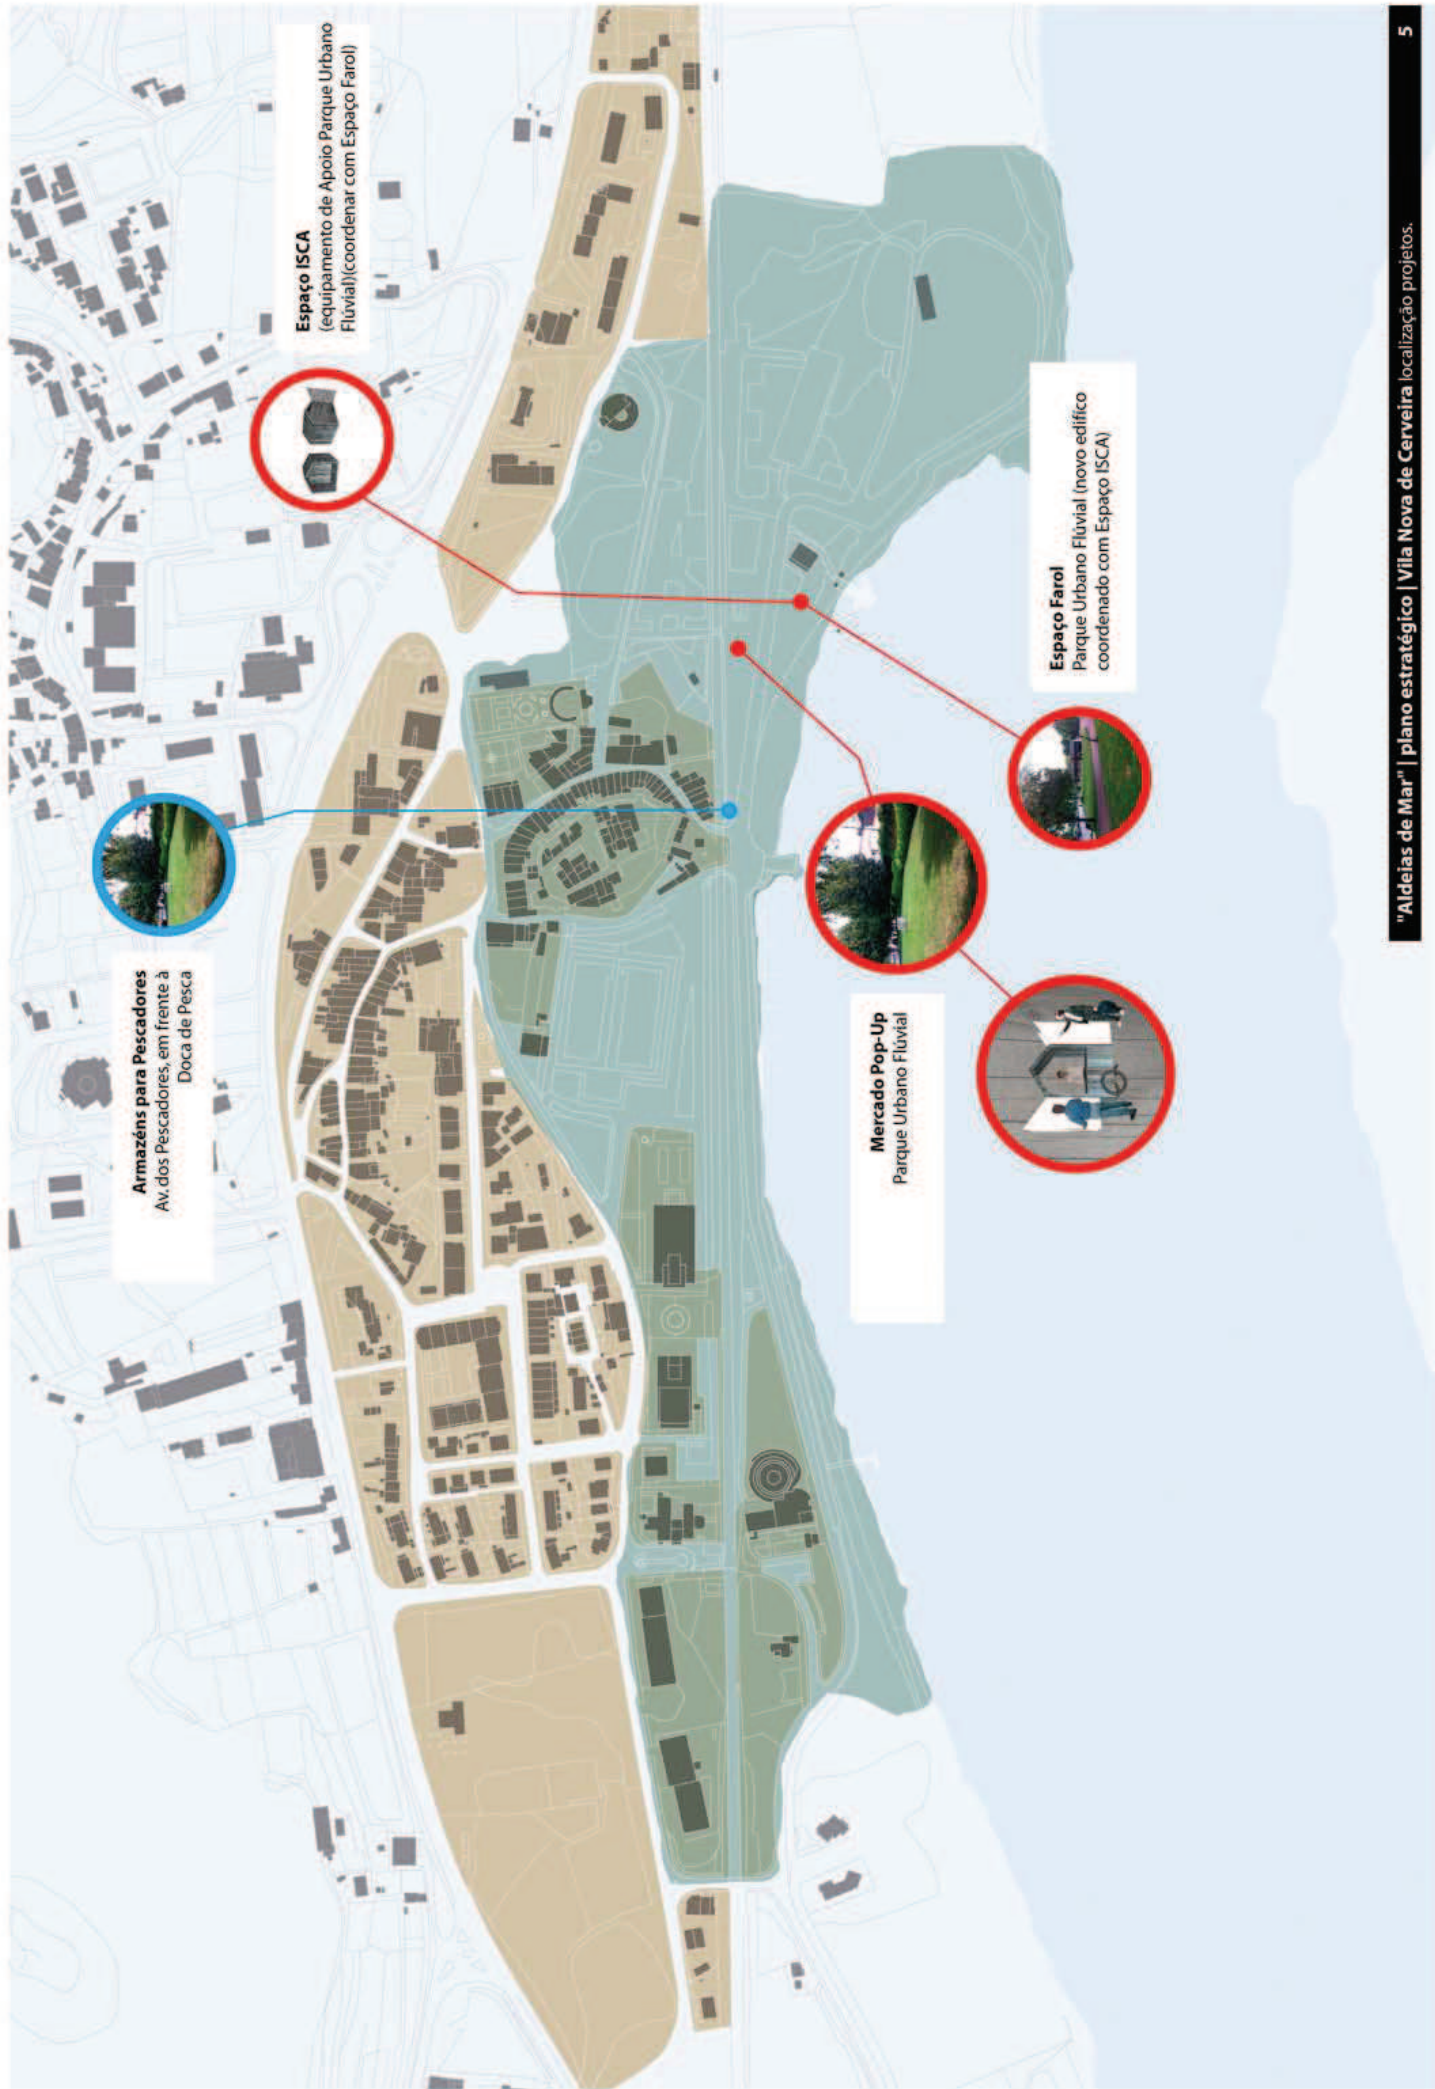 Armazéns para Pescadores
Av. dos Pescadores, em frente à
Doca de Pesca
Espaço ISCA
(equipamento de Apoio Parque Urbano
Flúvial)(coordenar com Espaço Farol)
Mercado Pop-Up
Parque Urbano Flúvial
Espaço Farol
Parque Urbano Flúvial (novo edifico
coordenado com Espaço ISCA)
"Aldeias de Mar" | plano estratégico | Vila Nova de Cerveira localização projetos. 5